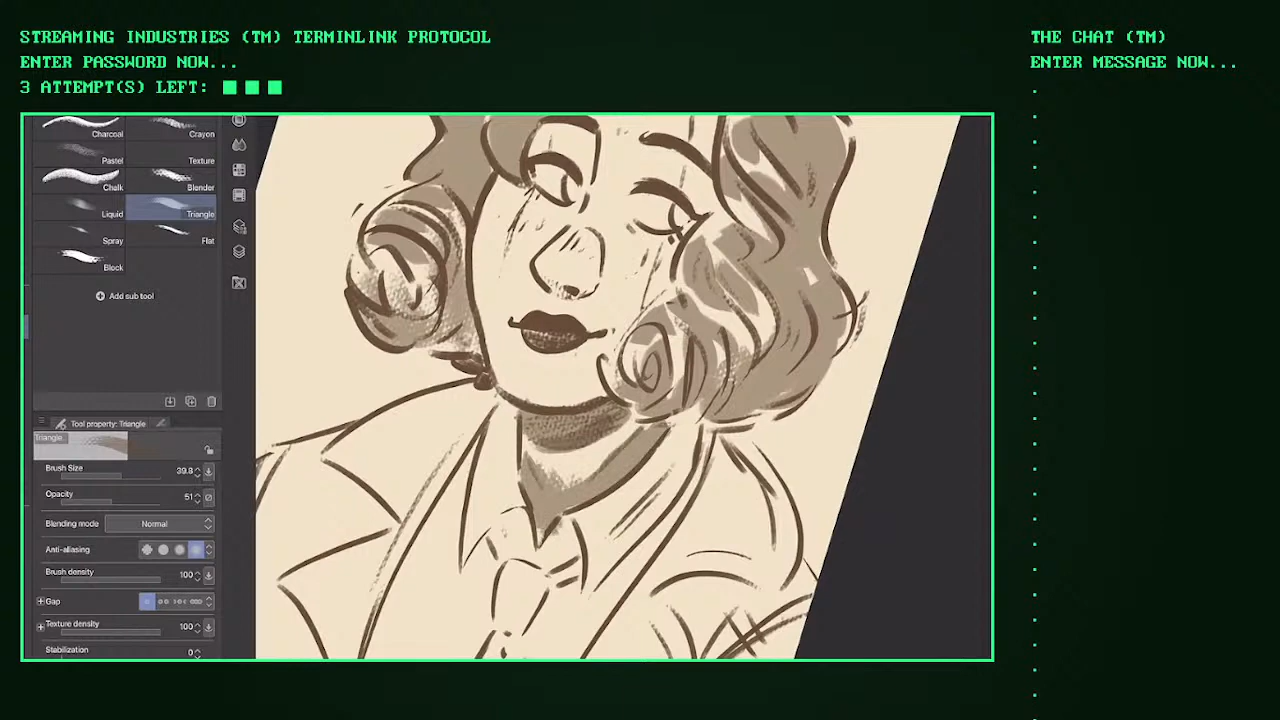 STREAMING INDUSTRIES (TM) TERMINLINK PROTOCOL
ENTER PASSWORD NOW...
3 ATTEMPT(S) LEFT:
THE CHAT (TM)
ENTER MESSAGE NOW...
Charcoal
Crayon
Pastel
Texture
Chalk
Blender
Liquid
Triangle
Spray
Flat
Block
Add sub tool
Tool property: Triangle
Triangle
Brush Size 39.8
Opacity 51
Blending mode Normal
Anti-aliasing
Brush density 100
Gap
Texture density 100
Stabilization 0